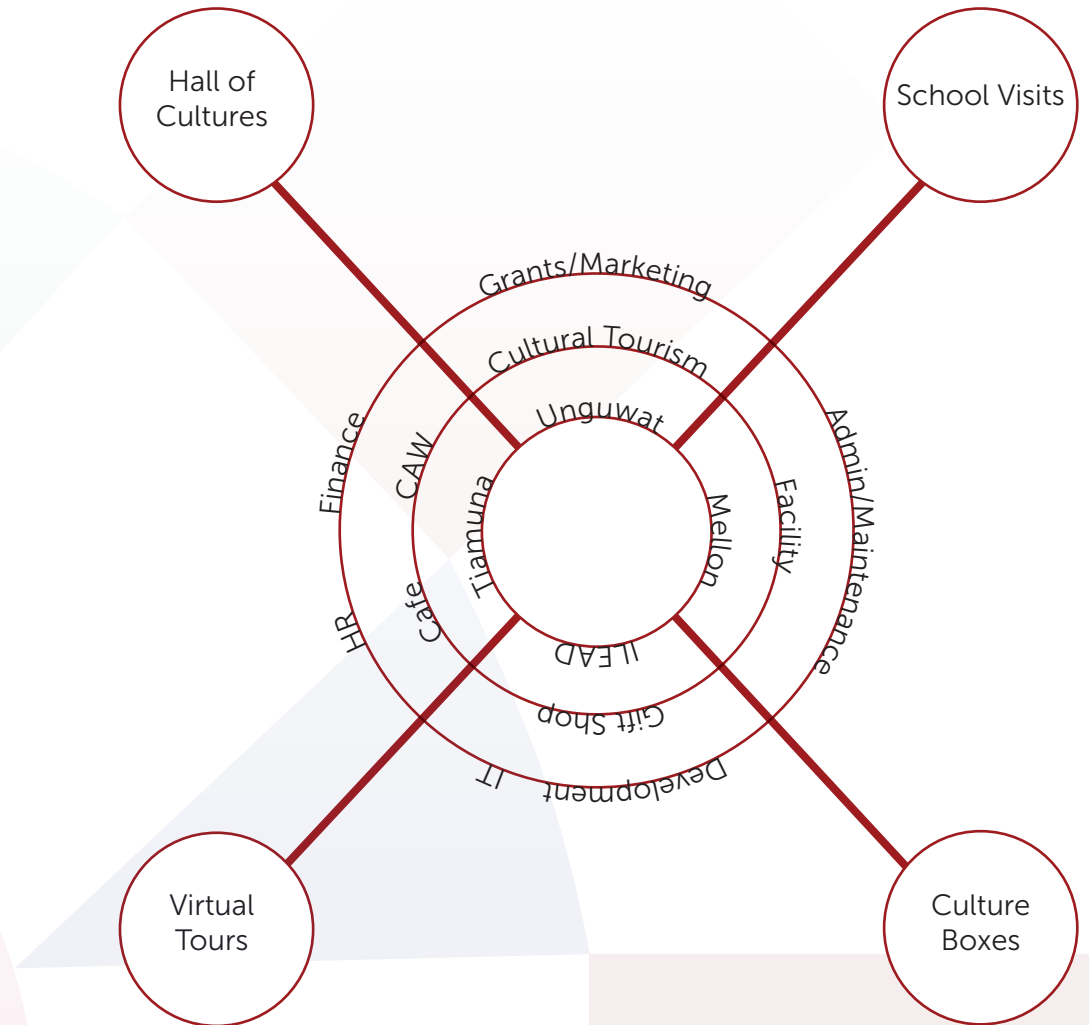 Hall of
Cultures
School Visits
Grants/Marketing
Cultural Tourism
Unguwat
Finance
CAW
Tiamuna
Mellon
Facility
Admin/Maintenance
Cafe
HR
ILEAD
Gift Shop
IT
Development
Virtual
Tours
Culture
Boxes